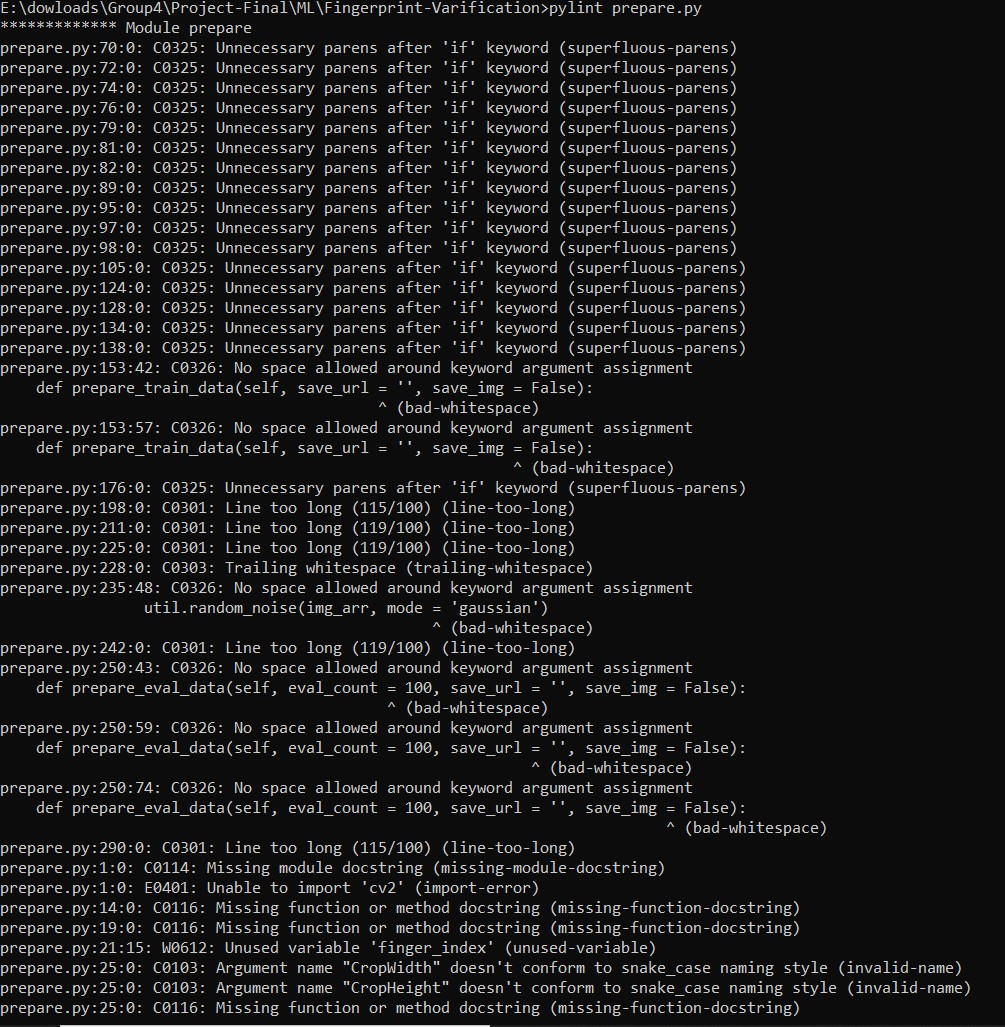 E:\dowloads\Group4\Project-Final\ML\Fingerprint-Varification>pylint prepare.py
************* Module prepare
prepare.py:70:0: C0325: Unnecessary parens after 'if' keyword (superfluous-parens)
prepare.py:72:0: C0325: Unnecessary parens after 'if' keyword (superfluous-parens)
prepare.py:74:0: C0325: Unnecessary parens after 'if' keyword (superfluous-parens)
prepare.py:76:0: C0325: Unnecessary parens after 'if' keyword (superfluous-parens)
prepare.py:79:0: C0325: Unnecessary parens after 'if' keyword (superfluous-parens)
prepare.py:81:0: C0325: Unnecessary parens after 'if' keyword (superfluous-parens)
prepare.py:82:0: C0325: Unnecessary parens after 'if' keyword (superfluous-parens)
prepare.py:89:0: C0325: Unnecessary parens after 'if' keyword (superfluous-parens)
prepare.py:95:0: C0325: Unnecessary parens after 'if' keyword (superfluous-parens)
prepare.py:97:0: C0325: Unnecessary parens after 'if' keyword (superfluous-parens)
prepare.py:98:0: C0325: Unnecessary parens after 'if' keyword (superfluous-parens)
prepare.py:105:0: C0325: Unnecessary parens after 'if' keyword (superfluous-parens)
prepare.py:124:0: C0325: Unnecessary parens after 'if' keyword (superfluous-parens)
prepare.py:128:0: C0325: Unnecessary parens after 'if' keyword (superfluous-parens)
prepare.py:134:0: C0325: Unnecessary parens after 'if' keyword (superfluous-parens)
prepare.py:138:0: C0325: Unnecessary parens after 'if' keyword (superfluous-parens)
prepare.py:153:42: C0326: No space allowed around keyword argument assignment
    def prepare_train_data(self, save_url = '', save_img = False):
                                          ^ (bad-whitespace)
prepare.py:153:57: C0326: No space allowed around keyword argument assignment
    def prepare_train_data(self, save_url = '', save_img = False):
                                                         ^ (bad-whitespace)
prepare.py:176:0: C0325: Unnecessary parens after 'if' keyword (superfluous-parens)
prepare.py:198:0: C0301: Line too long (115/100) (line-too-long)
prepare.py:211:0: C0301: Line too long (119/100) (line-too-long)
prepare.py:225:0: C0301: Line too long (119/100) (line-too-long)
prepare.py:228:0: C0303: Trailing whitespace (trailing-whitespace)
prepare.py:235:48: C0326: No space allowed around keyword argument assignment
                util.random_noise(img_arr, mode = 'gaussian')
                                                ^ (bad-whitespace)
prepare.py:242:0: C0301: Line too long (119/100) (line-too-long)
prepare.py:250:43: C0326: No space allowed around keyword argument assignment
    def prepare_eval_data(self, eval_count = 100, save_url = '', save_img = False):
                                           ^ (bad-whitespace)
prepare.py:250:59: C0326: No space allowed around keyword argument assignment
    def prepare_eval_data(self, eval_count = 100, save_url = '', save_img = False):
                                                           ^ (bad-whitespace)
prepare.py:250:74: C0326: No space allowed around keyword argument assignment
    def prepare_eval_data(self, eval_count = 100, save_url = '', save_img = False):
                                                                          ^ (bad-whitespace)
prepare.py:290:0: C0301: Line too long (115/100) (line-too-long)
prepare.py:1:0: C0114: Missing module docstring (missing-module-docstring)
prepare.py:1:0: E0401: Unable to import 'cv2' (import-error)
prepare.py:14:0: C0116: Missing function or method docstring (missing-function-docstring)
prepare.py:19:0: C0116: Missing function or method docstring (missing-function-docstring)
prepare.py:21:15: W0612: Unused variable 'finger_index' (unused-variable)
prepare.py:25:0: C0103: Argument name "CropWidth" doesn't conform to snake_case naming style (invalid-name)
prepare.py:25:0: C0103: Argument name "CropHeight" doesn't conform to snake_case naming style (invalid-name)
prepare.py:25:0: C0116: Missing function or method docstring (missing-function-docstring)